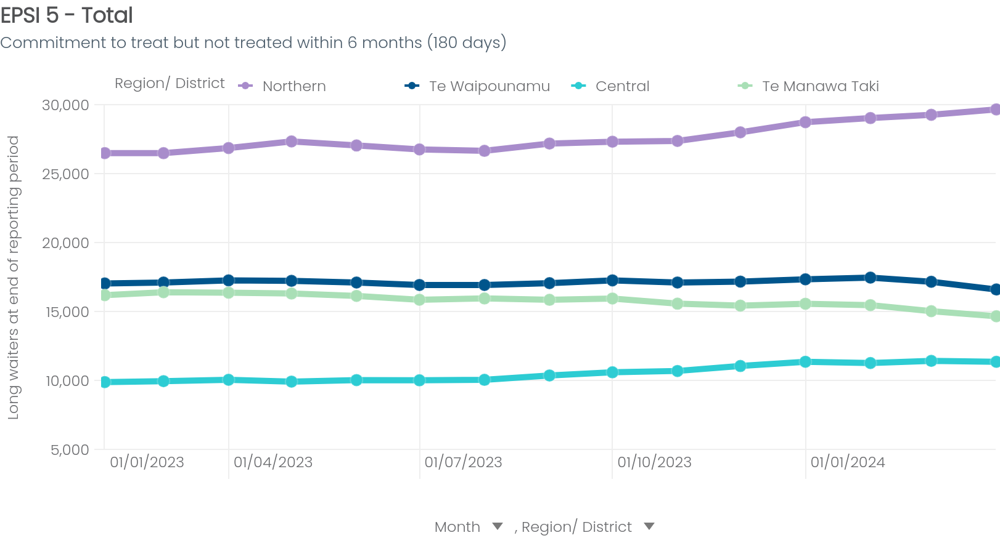 EPSI 5 - Total
Commitment to treat but not treated within 6 months (180 days)
Region/ District Northern Te Waipounamu Central Te Manawa Taki
Long waiters at end of reporting period
30,000
25,000
20,000
15,000
10,000
5,000
01/01/2023 01/04/2023 01/07/2023 01/10/2023 01/01/2024
Month , Region/ District